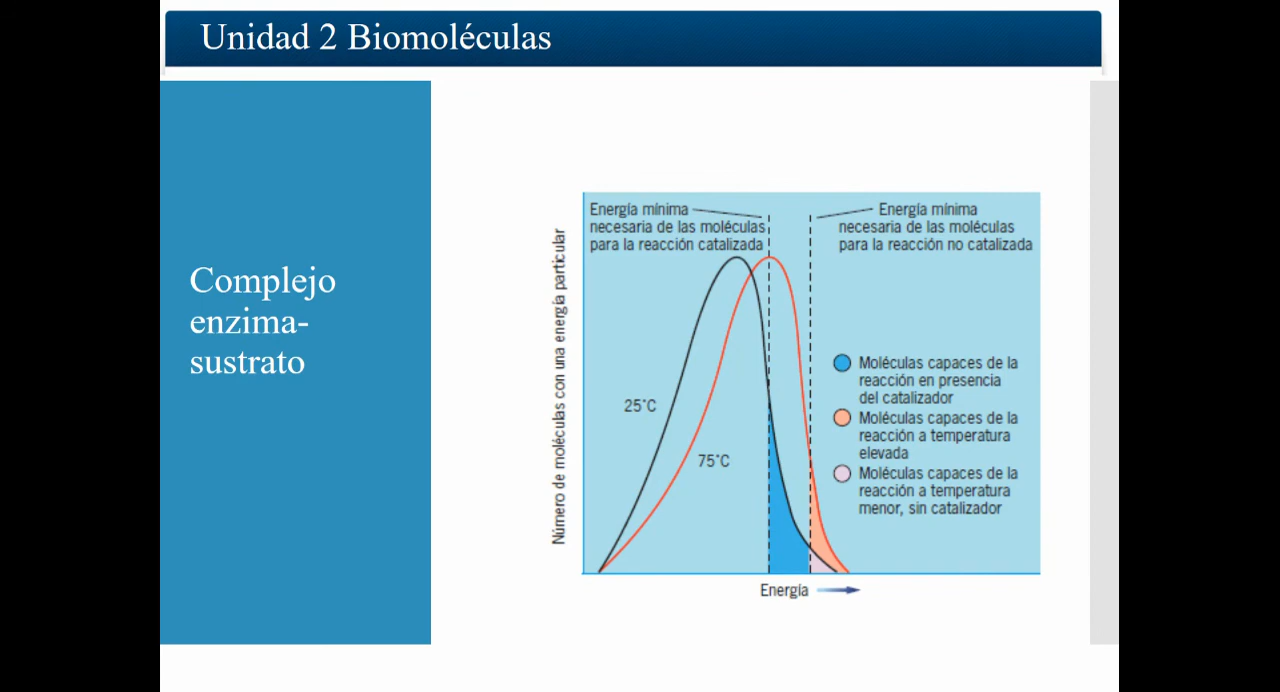 Unidad 2 Biomoléculas
Complejo
enzima-
sustrato
Número de moléculas con una energía particular
Energía mínima
necesaria de las moléculas
para la reacción catalizada
Energía mínima
necesaria de las moléculas
para la reacción no catalizada
25°C
75°C
Moléculas capaces de la
reacción en presencia
del catalizador
Moléculas capaces de la
reacción a temperatura
elevada
Moléculas capaces de la
reacción a temperatura
menor, sin catalizador
Energía